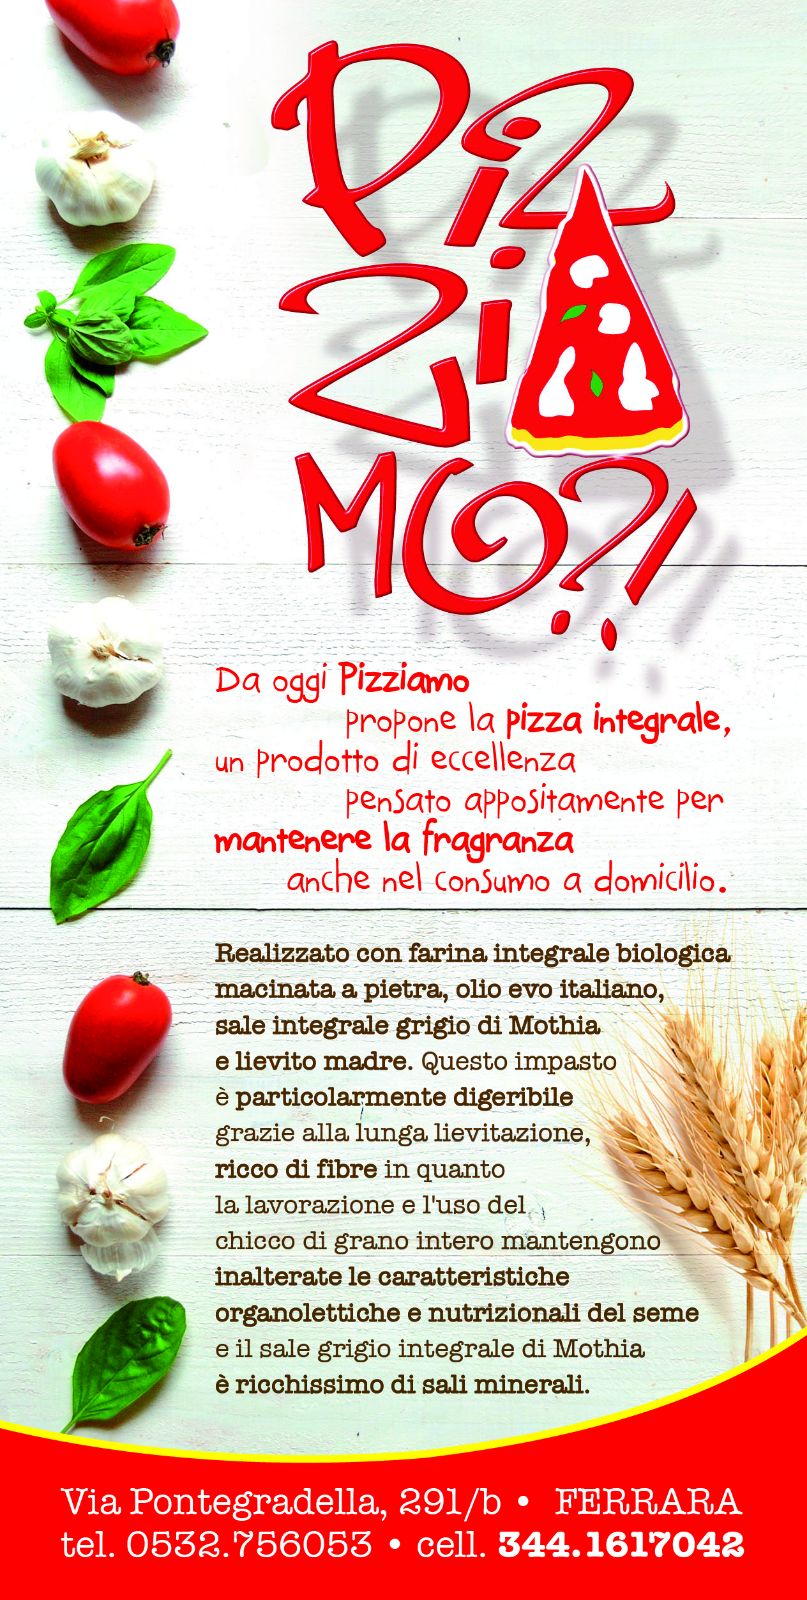 PIZ
ZIA
MO?!
Da oggi Pizziamo
propone la pizza integrale,
un prodotto di eccellenza
pensato appositamente per
mantenere la fragranza
anche nel consumo a domicilio.
Realizzato con farina integrale biologica
macinata a pietra, olio evo italiano,
sale integrale grigio di Mothia
e lievito madre. Questo impasto
è particolarmente digeribile
grazie alla lunga lievitazione,
ricco di fibre in quanto
la lavorazione e l'uso del
chicco di grano intero mantengono
inalterate le caratteristiche
organolettiche e nutrizionali del seme
e il sale grigio integrale di Mothia
è ricchissimo di sali minerali.
Via Pontegradella, 291/b • FERRARA
tel. 0532.756053 • cell. 344.1617042